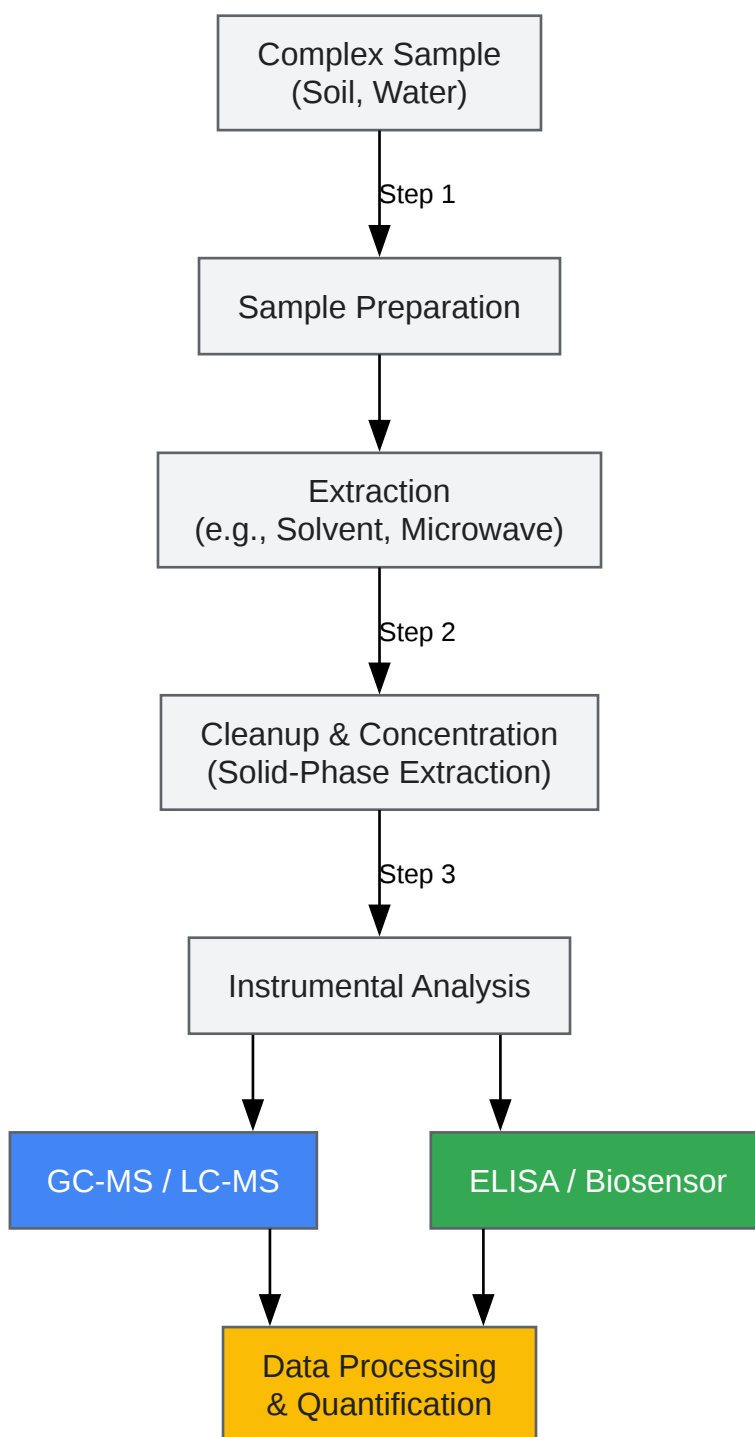 Complex Sample
(Soil, Water)
Step 1
Sample Preparation
Extraction
(e.g., Solvent, Microwave)
Step 2
Cleanup & Concentration
(Solid-Phase Extraction)
Step 3
Instrumental Analysis
GC-MS / LC-MS
ELISA / Biosensor
Data Processing
& Quantification